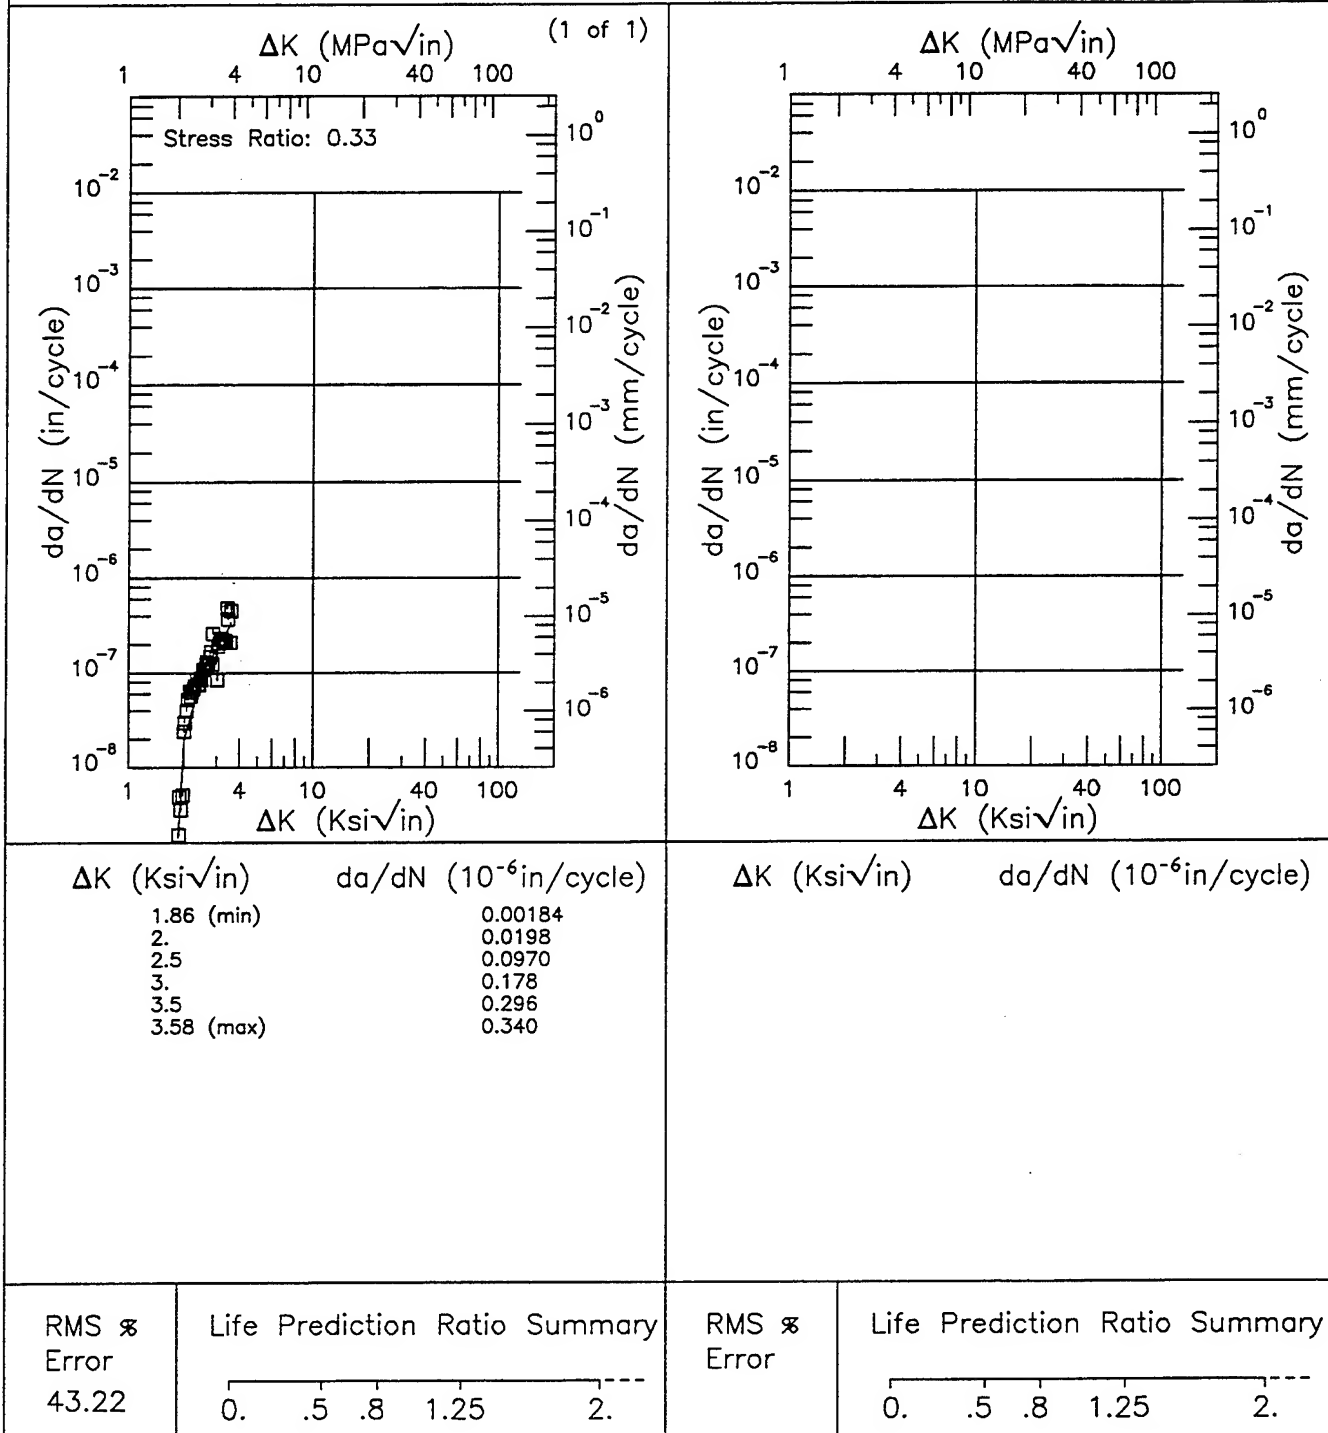 (1 of 1)
ΔK (MPa√in)
1 4 10 40 100
Stress Ratio: 0.33
10⁰
10⁻²
10⁻¹
10⁻³
10⁻²
10⁻⁴
10⁻³
10⁻⁵
10⁻⁴
10⁻⁶
10⁻⁵
10⁻⁷
10⁻⁶
10⁻⁸
da/dN (in/cycle)
da/dN (mm/cycle)
1 4 10 40 100
ΔK (Ksi√in)
ΔK (MPa√in)
1 4 10 40 100
10⁰
10⁻²
10⁻¹
10⁻³
10⁻²
10⁻⁴
10⁻³
10⁻⁵
10⁻⁴
10⁻⁶
10⁻⁵
10⁻⁷
10⁻⁶
10⁻⁸
da/dN (in/cycle)
da/dN (mm/cycle)
1 4 10 40 100
ΔK (Ksi√in)
ΔK (Ksi√in) da/dN (10⁻⁶in/cycle)
1.86 (min) 0.00184
2. 0.0198
2.5 0.0970
3. 0.178
3.5 0.296
3.58 (max) 0.340
ΔK (Ksi√in) da/dN (10⁻⁶in/cycle)
RMS %
Error
43.22
Life Prediction Ratio Summary
0. .5 .8 1.25 2.
RMS %
Error
Life Prediction Ratio Summary
0. .5 .8 1.25 2.